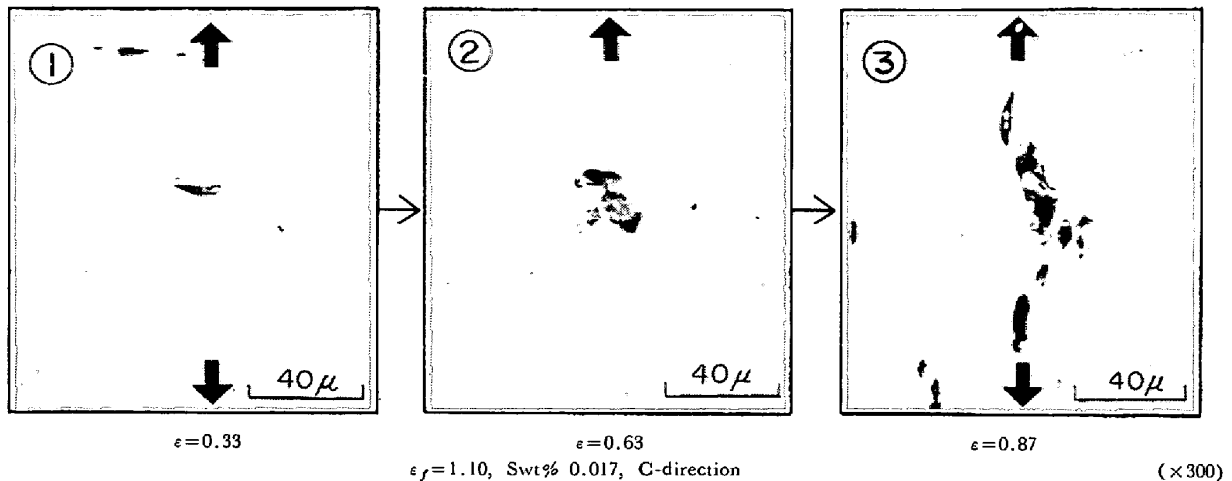 ① ② ③
40μ 40μ 40μ
ε=0.33 ε=0.63 ε=0.87
εf=1.10, Swt% 0.017, C-direction (×300)